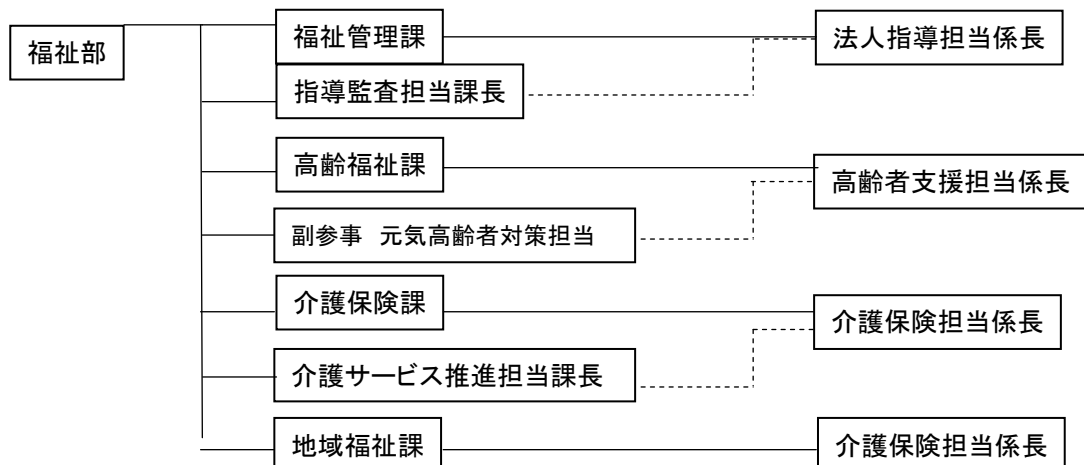 福祉部
福祉管理課
法人指導担当係長
指導監査担当課長
高齢福祉課
高齢者支援担当係長
副参事　元気高齢者対策担当
介護保険課
介護保険担当係長
介護サービス推進担当課長
地域福祉課
介護保険担当係長